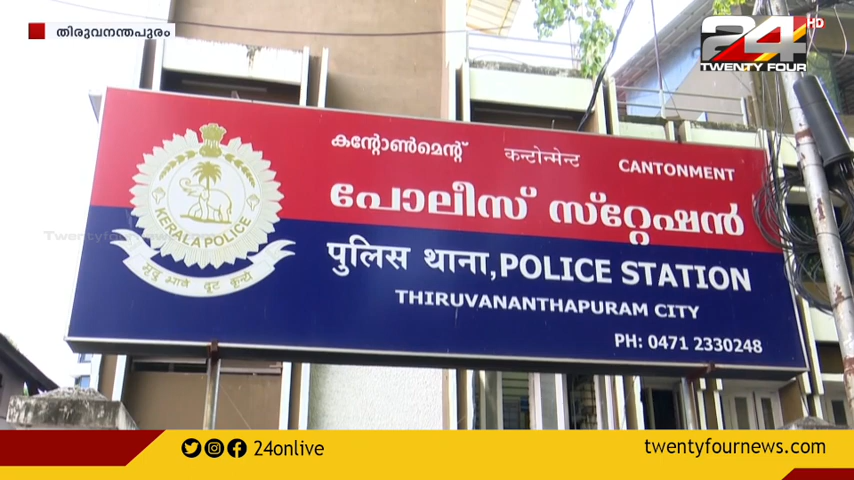 തിരുവനന്തപുരം
24 HD
TWENTY FOUR
കന്റോൺമെന്റ് कन्टोन्मेन्ट CANTONMENT
പോലീസ് സ്റ്റേഷൻ
पुलिस थाना, POLICE STATION
THIRUVANANTHAPURAM CITY
PH: 0471 2330248
KERALA POLICE
24onlive
twentyfournews.com